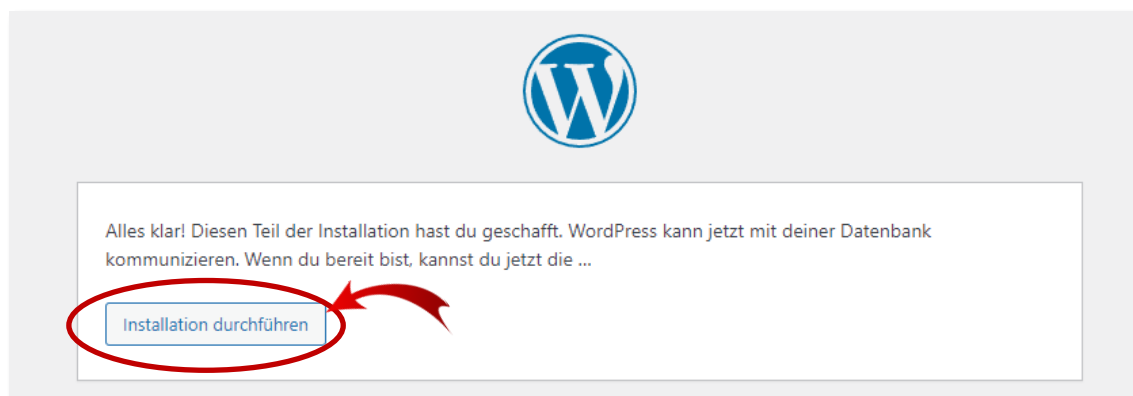 Alles klar! Diesen Teil der Installation hast du geschafft. WordPress kann jetzt mit deiner Datenbank
kommunizieren. Wenn du bereit bist, kannst du jetzt die ...
Installation durchführen